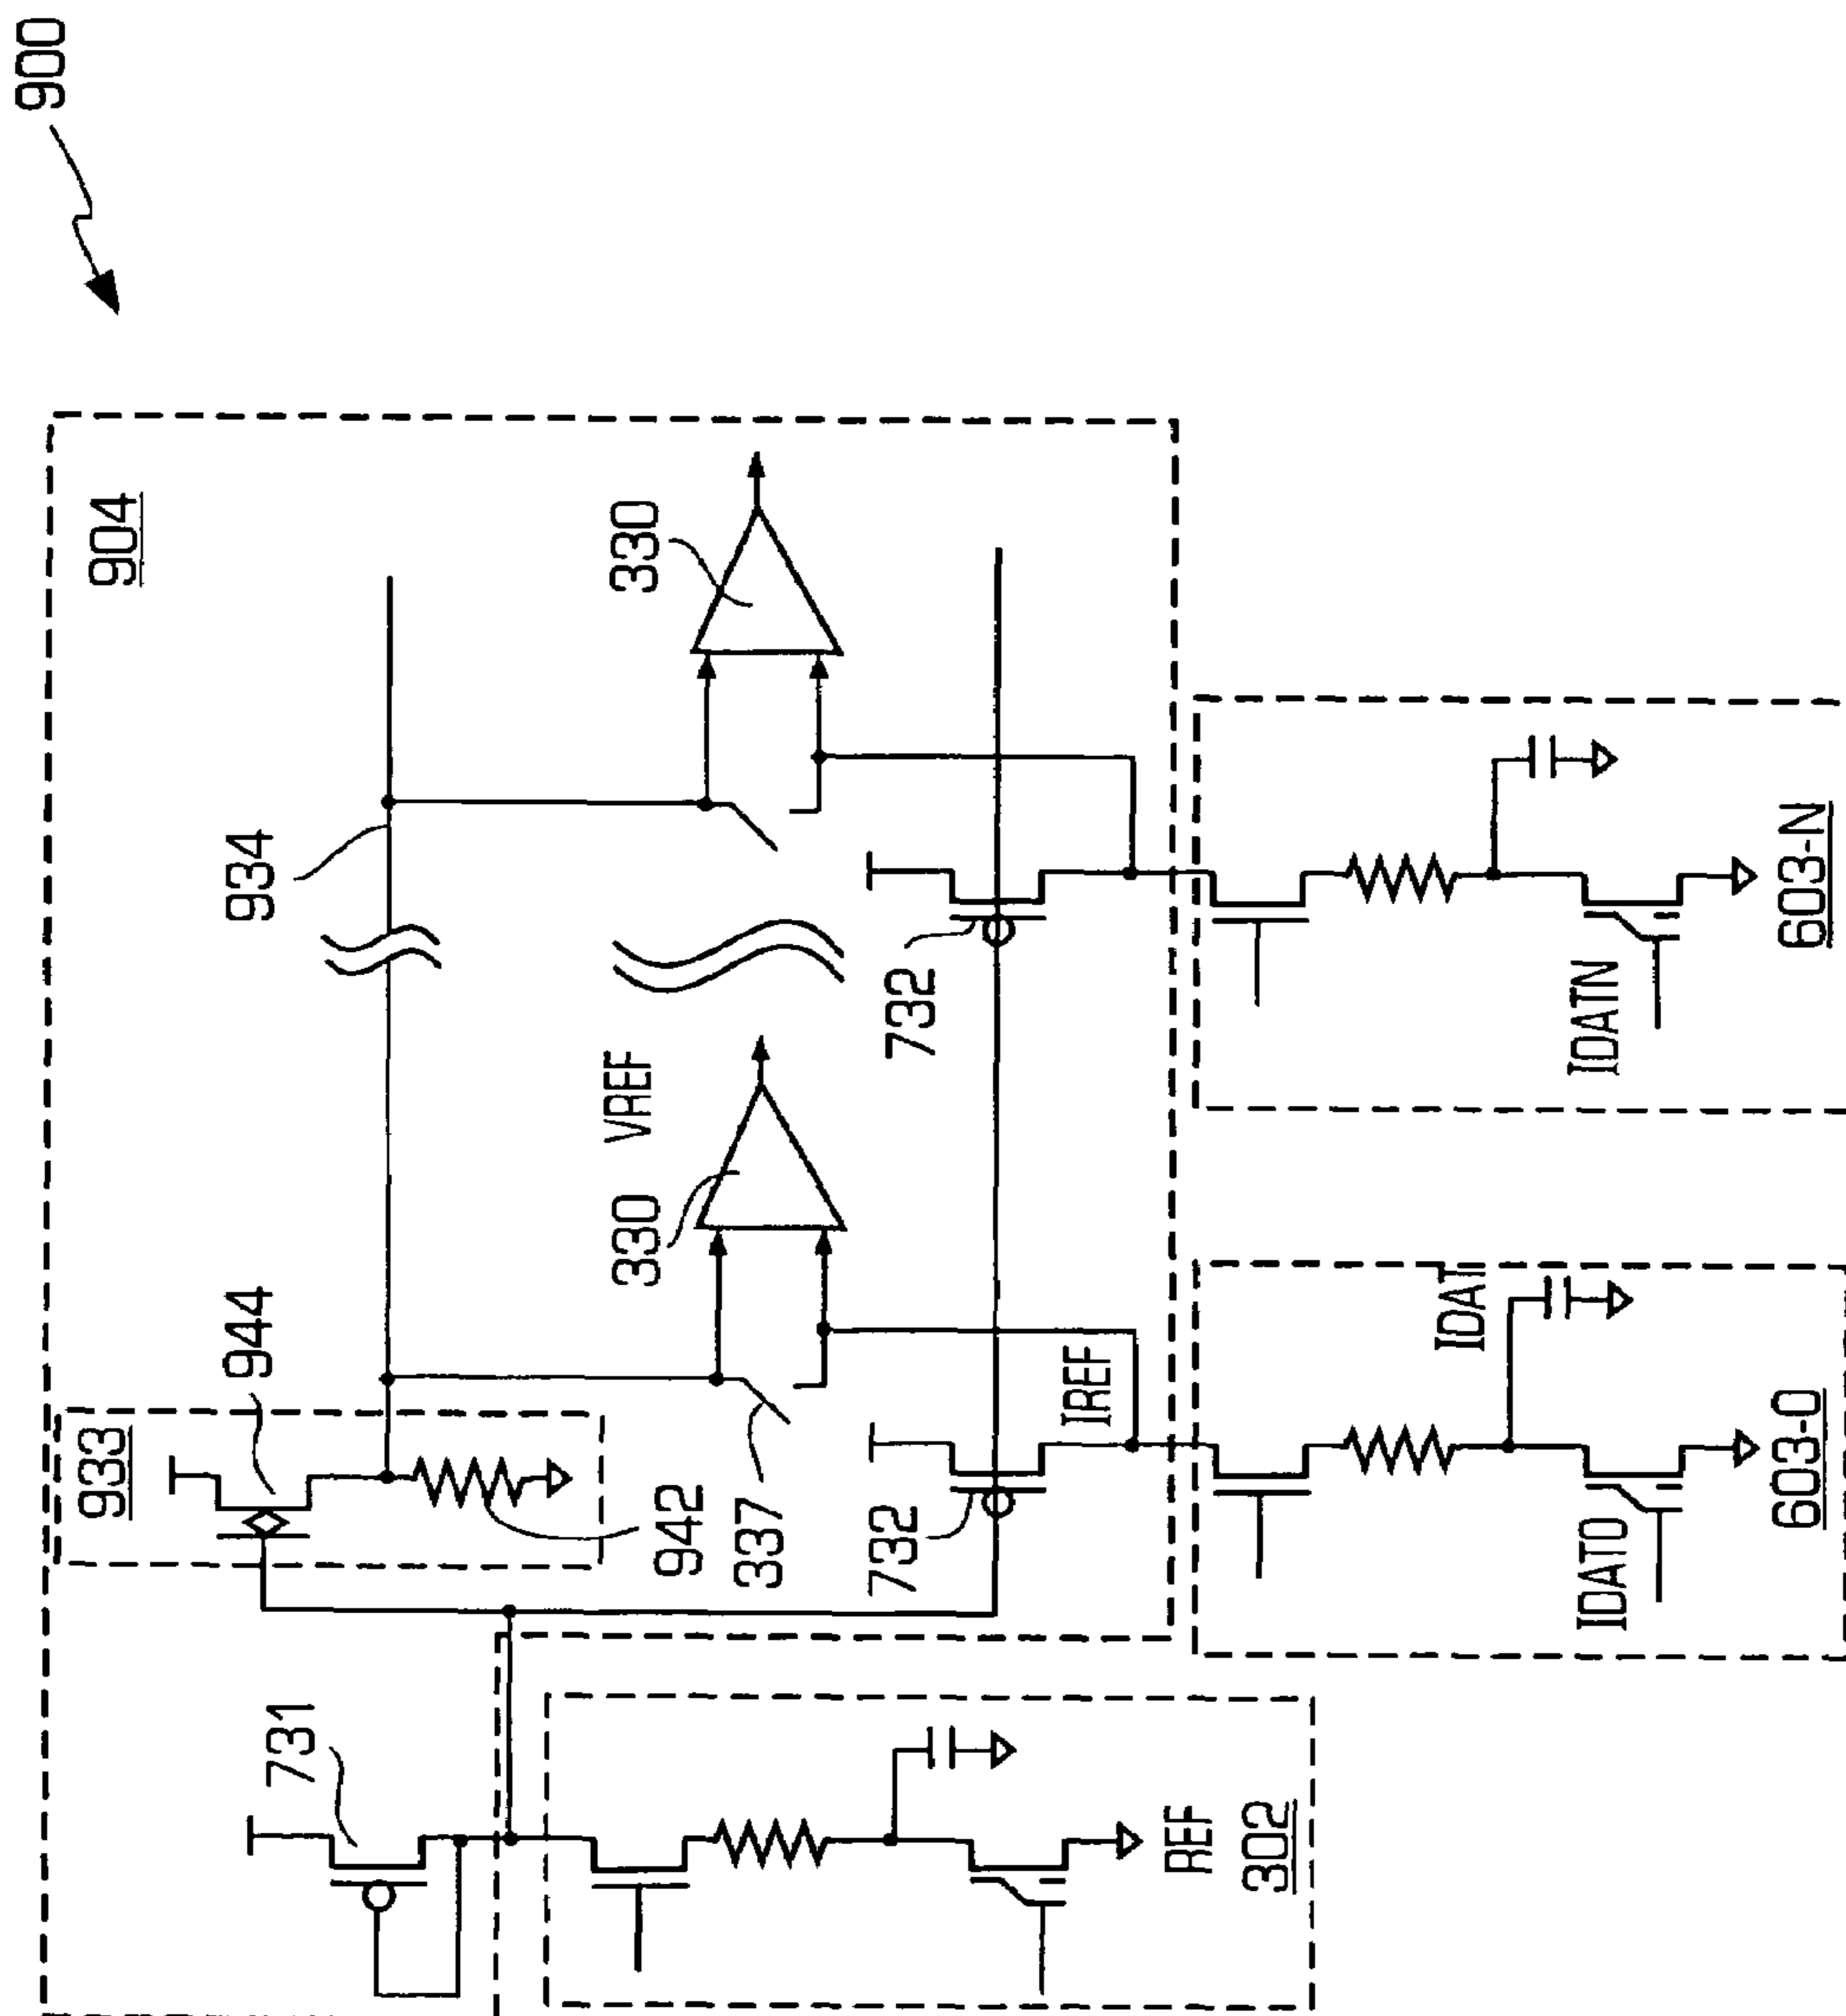 900
904
934
330
732
VREF
330
944
933
942
337
732
IREF
731
REF
302
IDAT
IDAT0
603-0
IDATN
603-N